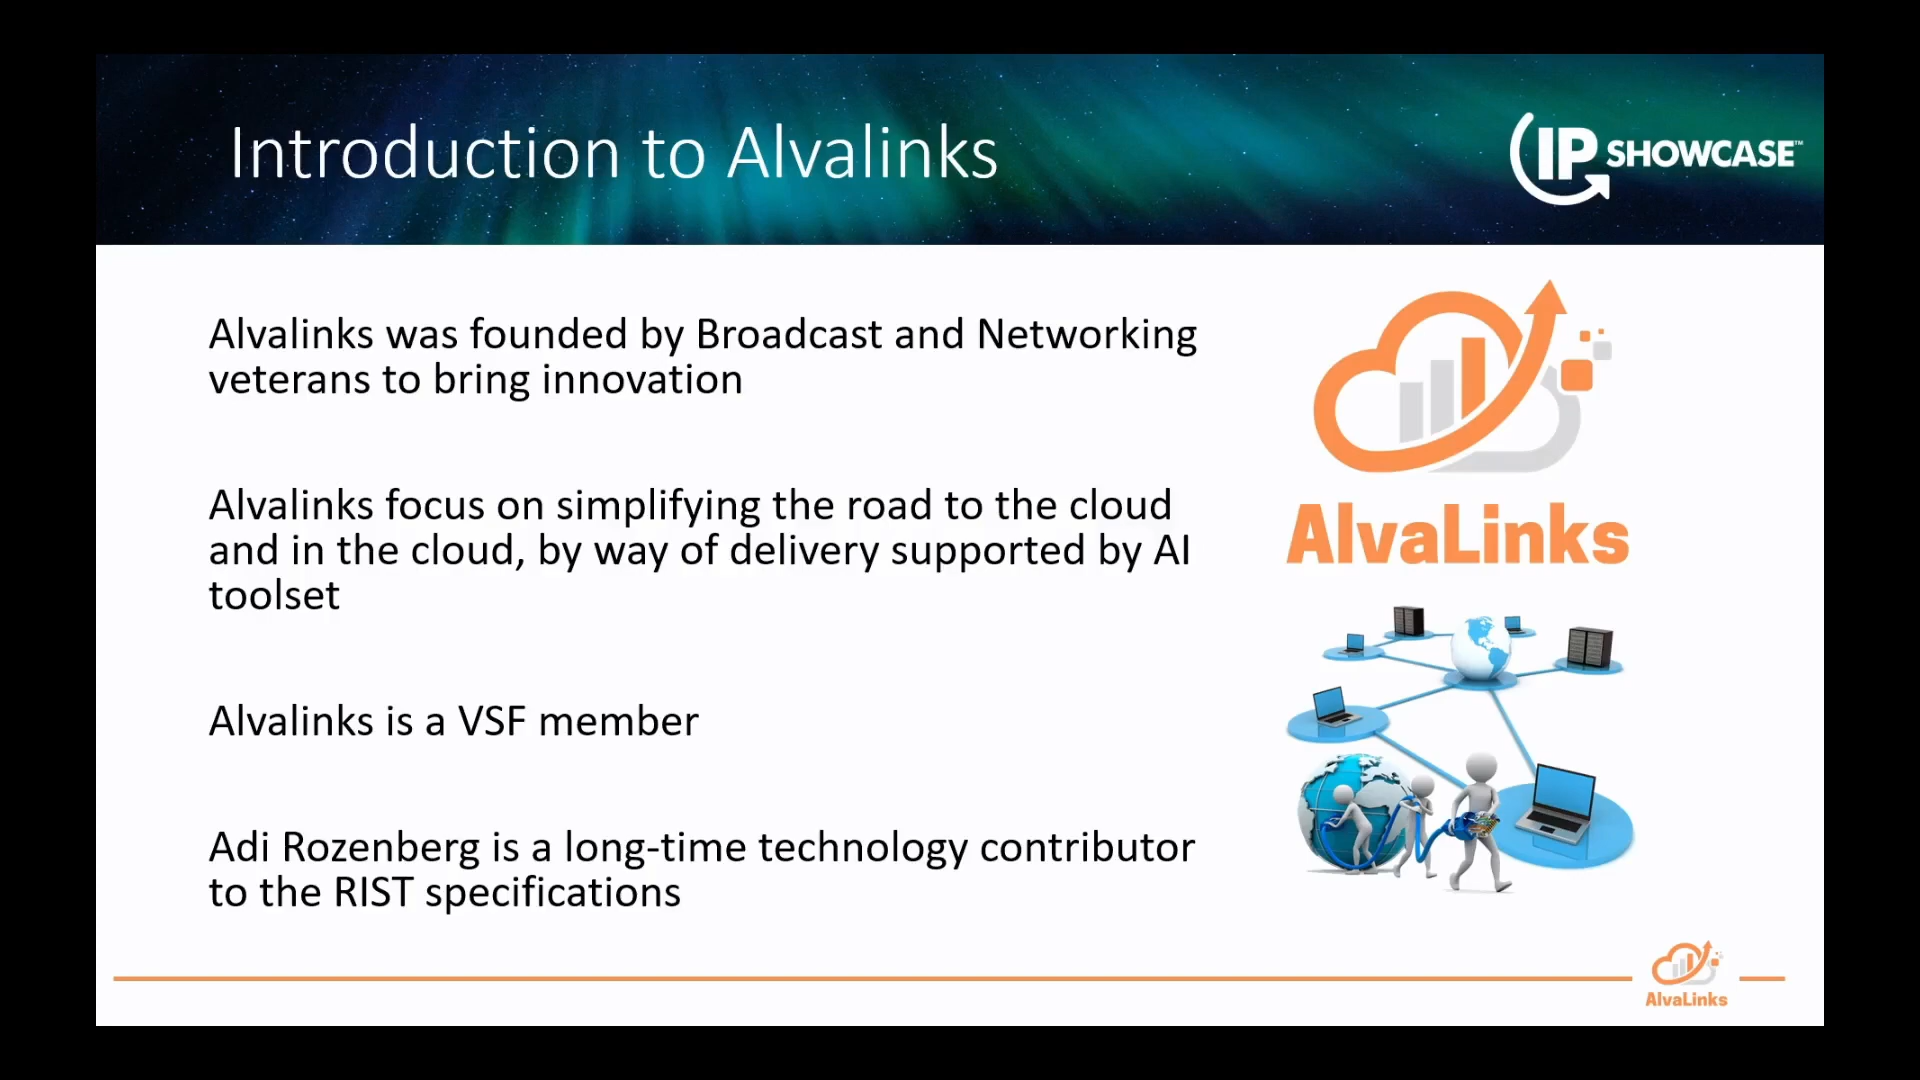 Introduction to Alvalinks
IP SHOWCASE™
Alvalinks was founded by Broadcast and Networking
veterans to bring innovation
Alvalinks focus on simplifying the road to the cloud
and in the cloud, by way of delivery supported by AI
toolset
Alvalinks is a VSF member
Adi Rozenberg is a long-time technology contributor
to the RIST specifications
AlvaLinks
AlvaLinks